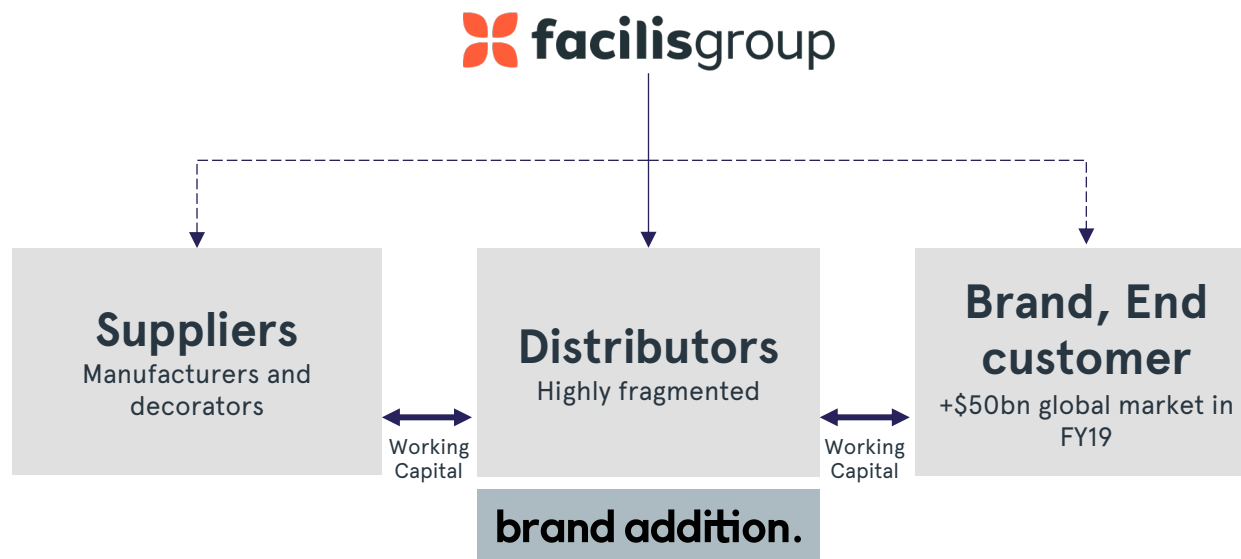 facilisgroup
Suppliers
Manufacturers and
decorators
Working
Capital
Distributors
Highly fragmented
Working
Capital
Brand, End
customer
+$50bn global market in
FY19
brand addition.